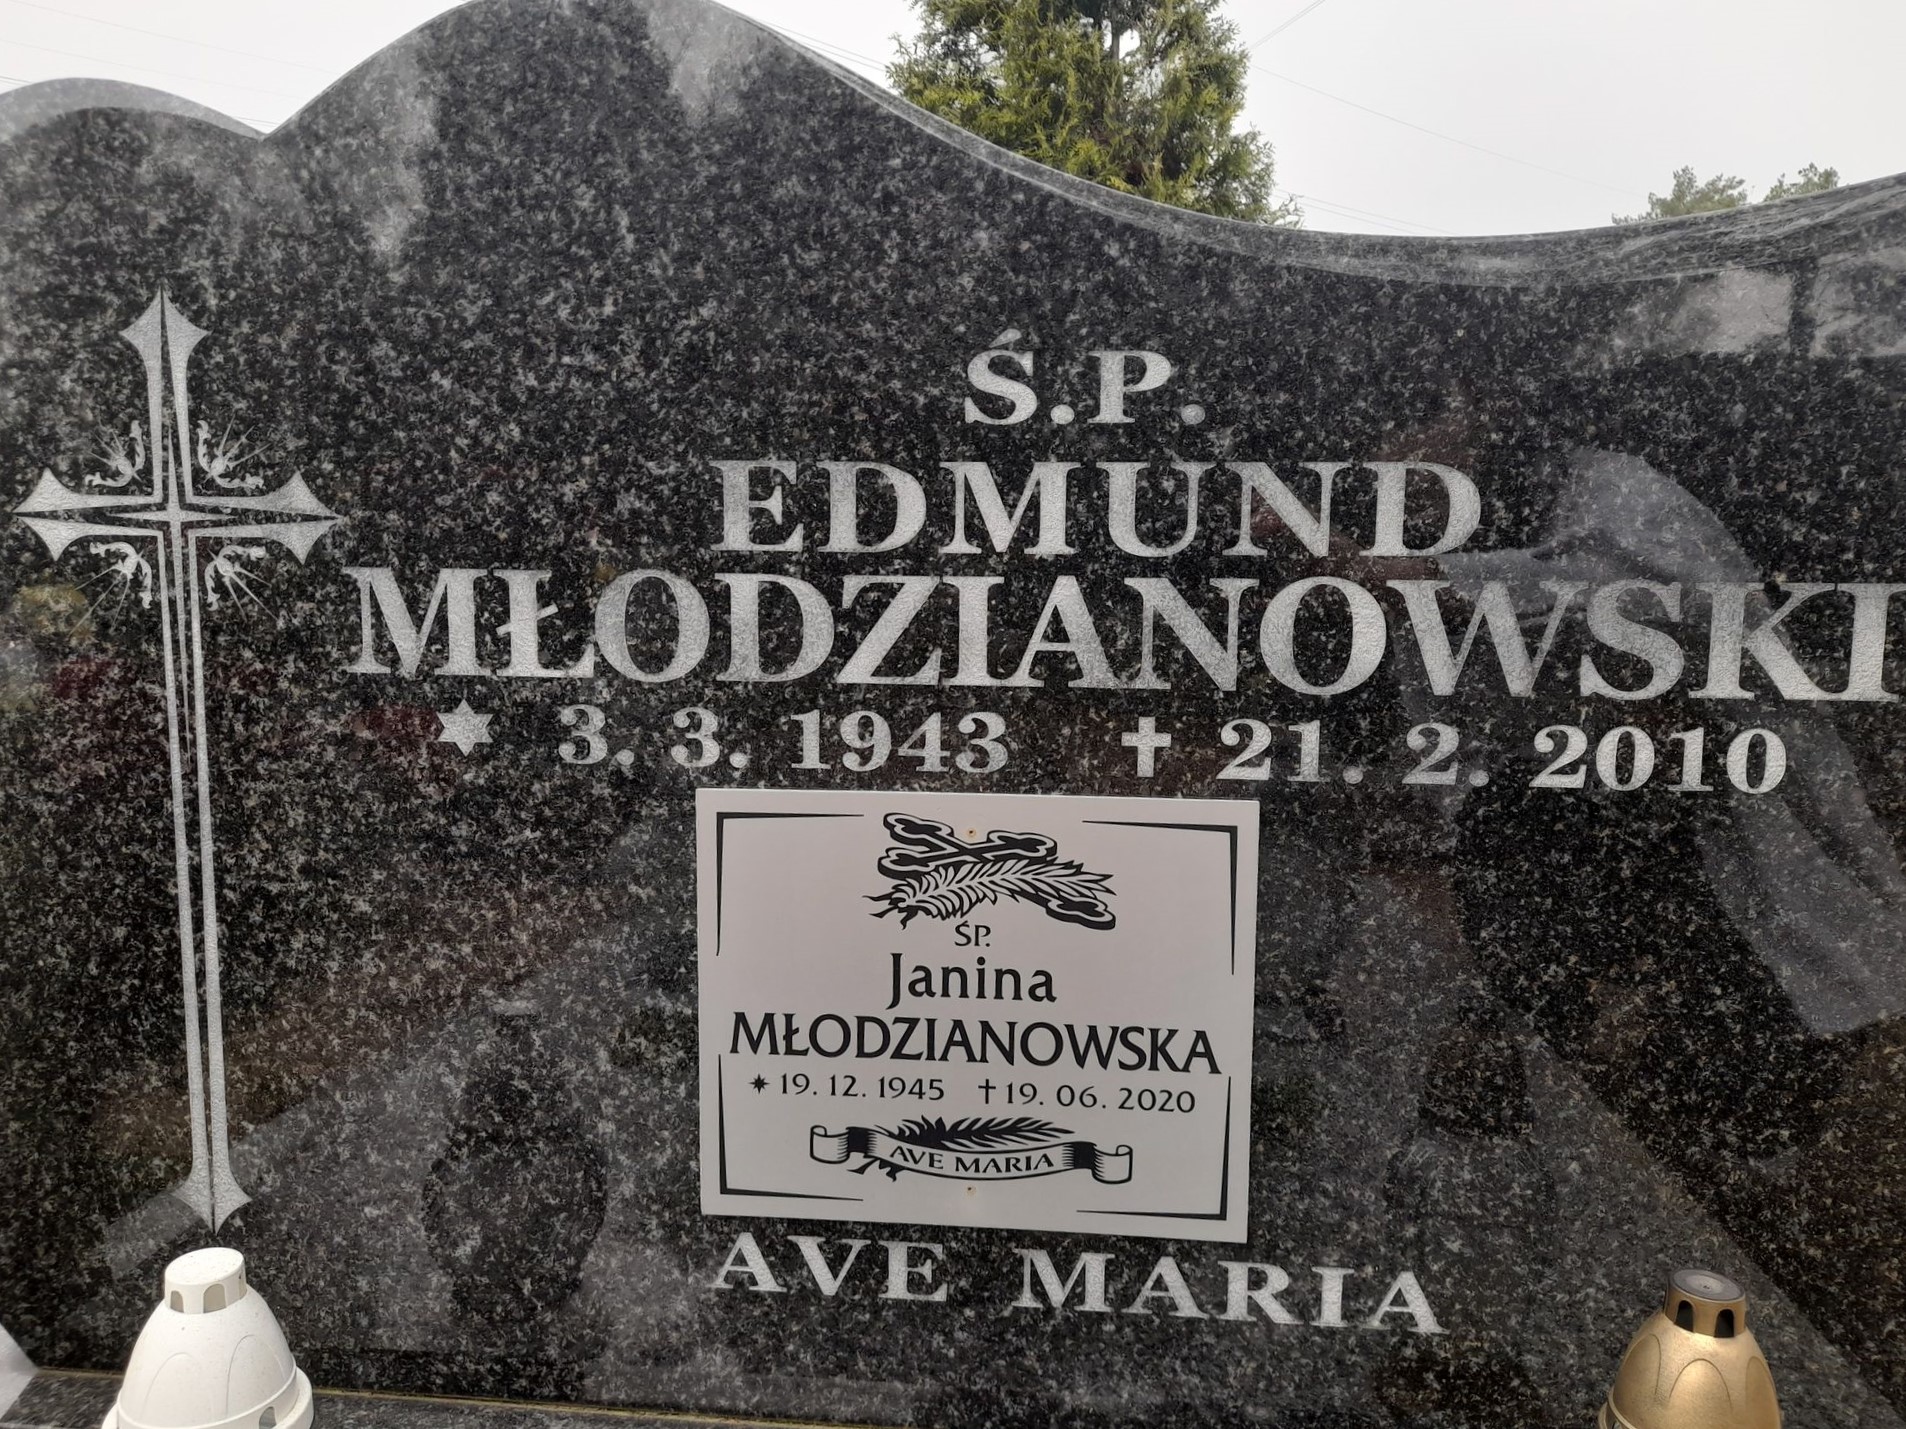 Ś.P.
EDMUND
MŁODZIANOWSKI
✶ 3. 3. 1943 ✝ 21. 2. 2010
ŚP.
Janina
MŁODZIANOWSKA
✶ 19. 12. 1945 ✝ 19. 06. 2020
AVE MARIA
AVE MARIA